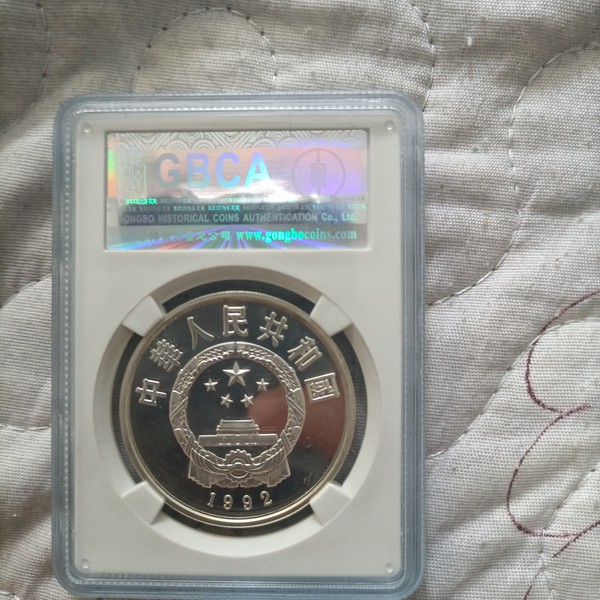 GBCA
GONGBO HISTORICAL COINS AUTHENTICATION Co., Ltd.
www.gongbocoins.com
中華人民共和國
1992